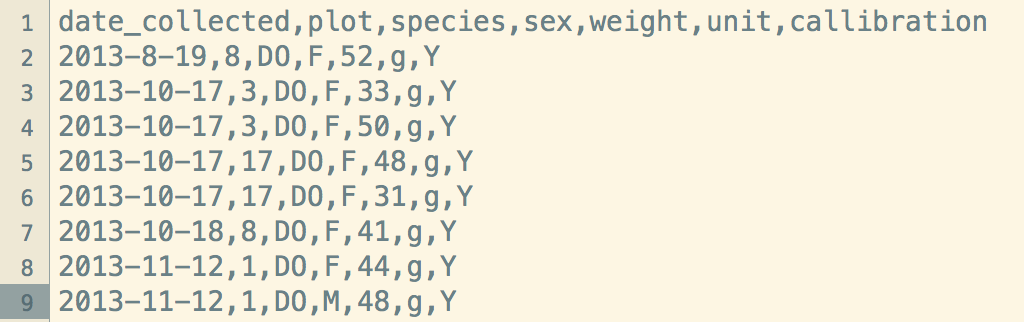 1 date_collected,plot,species,sex,weight,unit,callibration
2 2013-8-19,8,DO,F,52,g,Y
3 2013-10-17,3,DO,F,33,g,Y
4 2013-10-17,3,DO,F,50,g,Y
5 2013-10-17,17,DO,F,48,g,Y
6 2013-10-17,17,DO,F,31,g,Y
7 2013-10-18,8,DO,F,41,g,Y
8 2013-11-12,1,DO,F,44,g,Y
9 2013-11-12,1,DO,M,48,g,Y